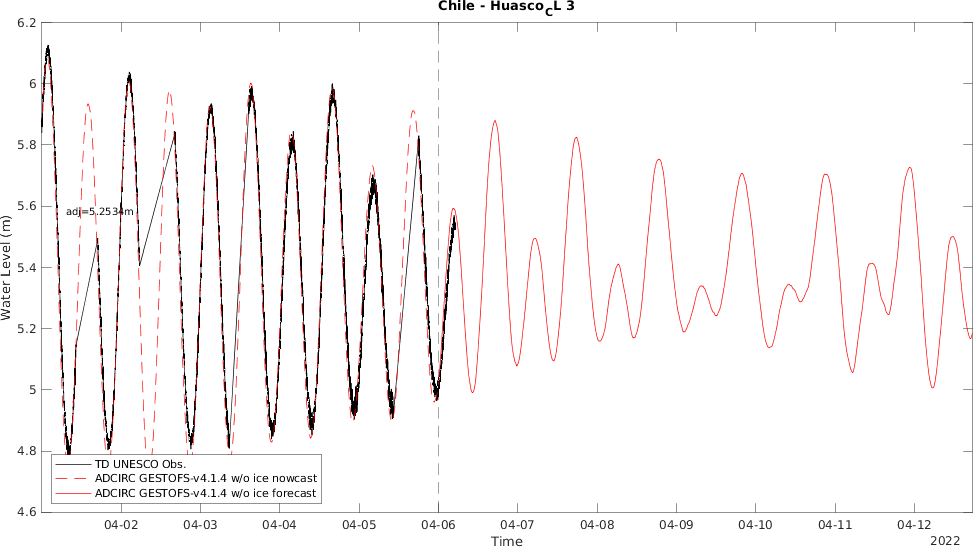 Chile - HuascoCL 3
6.2
6
5.8
5.6
5.4
5.2
5
4.8
4.6
Water Level (m)
adj=5.2534m
TD UNESCO Obs.
ADCIRC GESTOFS-v4.1.4 w/o ice nowcast
ADCIRC GESTOFS-v4.1.4 w/o ice forecast
04-02 04-03 04-04 04-05 04-06 04-07 04-08 04-09 04-10 04-11 04-12
Time
2022